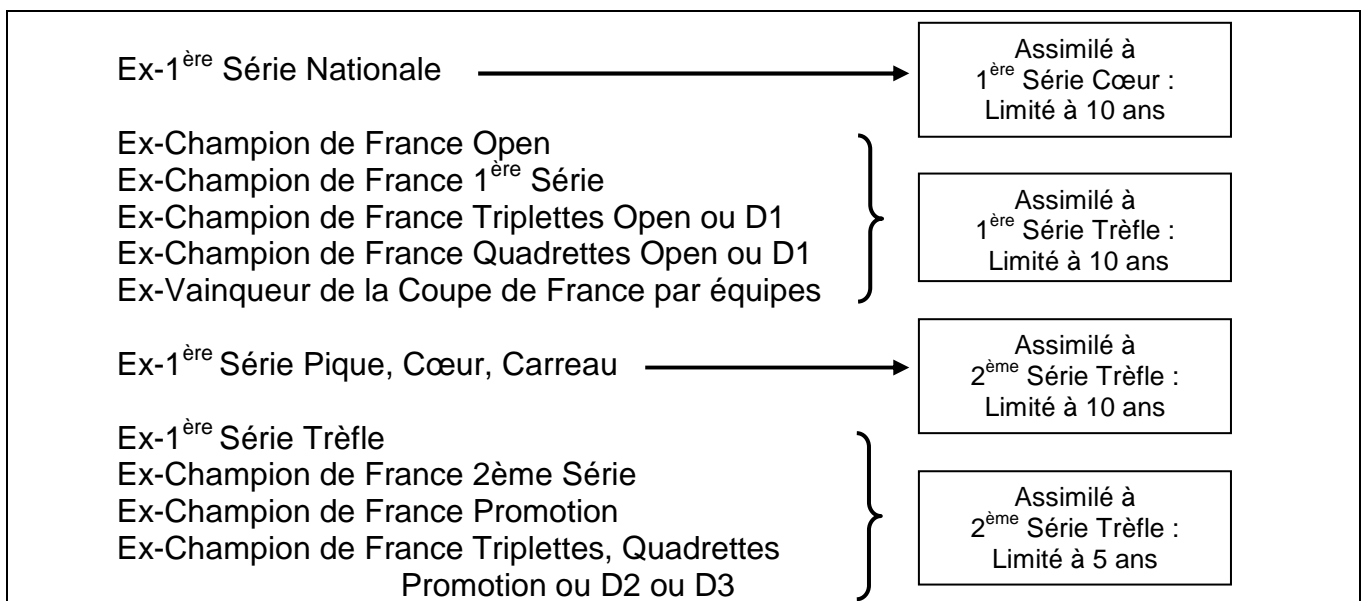 Ex-1ère Série Nationale
Assimilé à
1ère Série Cœur :
Limité à 10 ans
Ex-Champion de France Open
Ex-Champion de France 1ère Série
Ex-Champion de France Triplettes Open ou D1
Ex-Champion de France Quadrettes Open ou D1
Ex-Vainqueur de la Coupe de France par équipes
Assimilé à
1ère Série Trèfle :
Limité à 10 ans
Ex-1ère Série Pique, Cœur, Carreau
Assimilé à
2ème Série Trèfle :
Limité à 10 ans
Ex-1ère Série Trèfle
Ex-Champion de France 2ème Série
Ex-Champion de France Promotion
Ex-Champion de France Triplettes, Quadrettes
Promotion ou D2 ou D3
Assimilé à
2ème Série Trèfle :
Limité à 5 ans